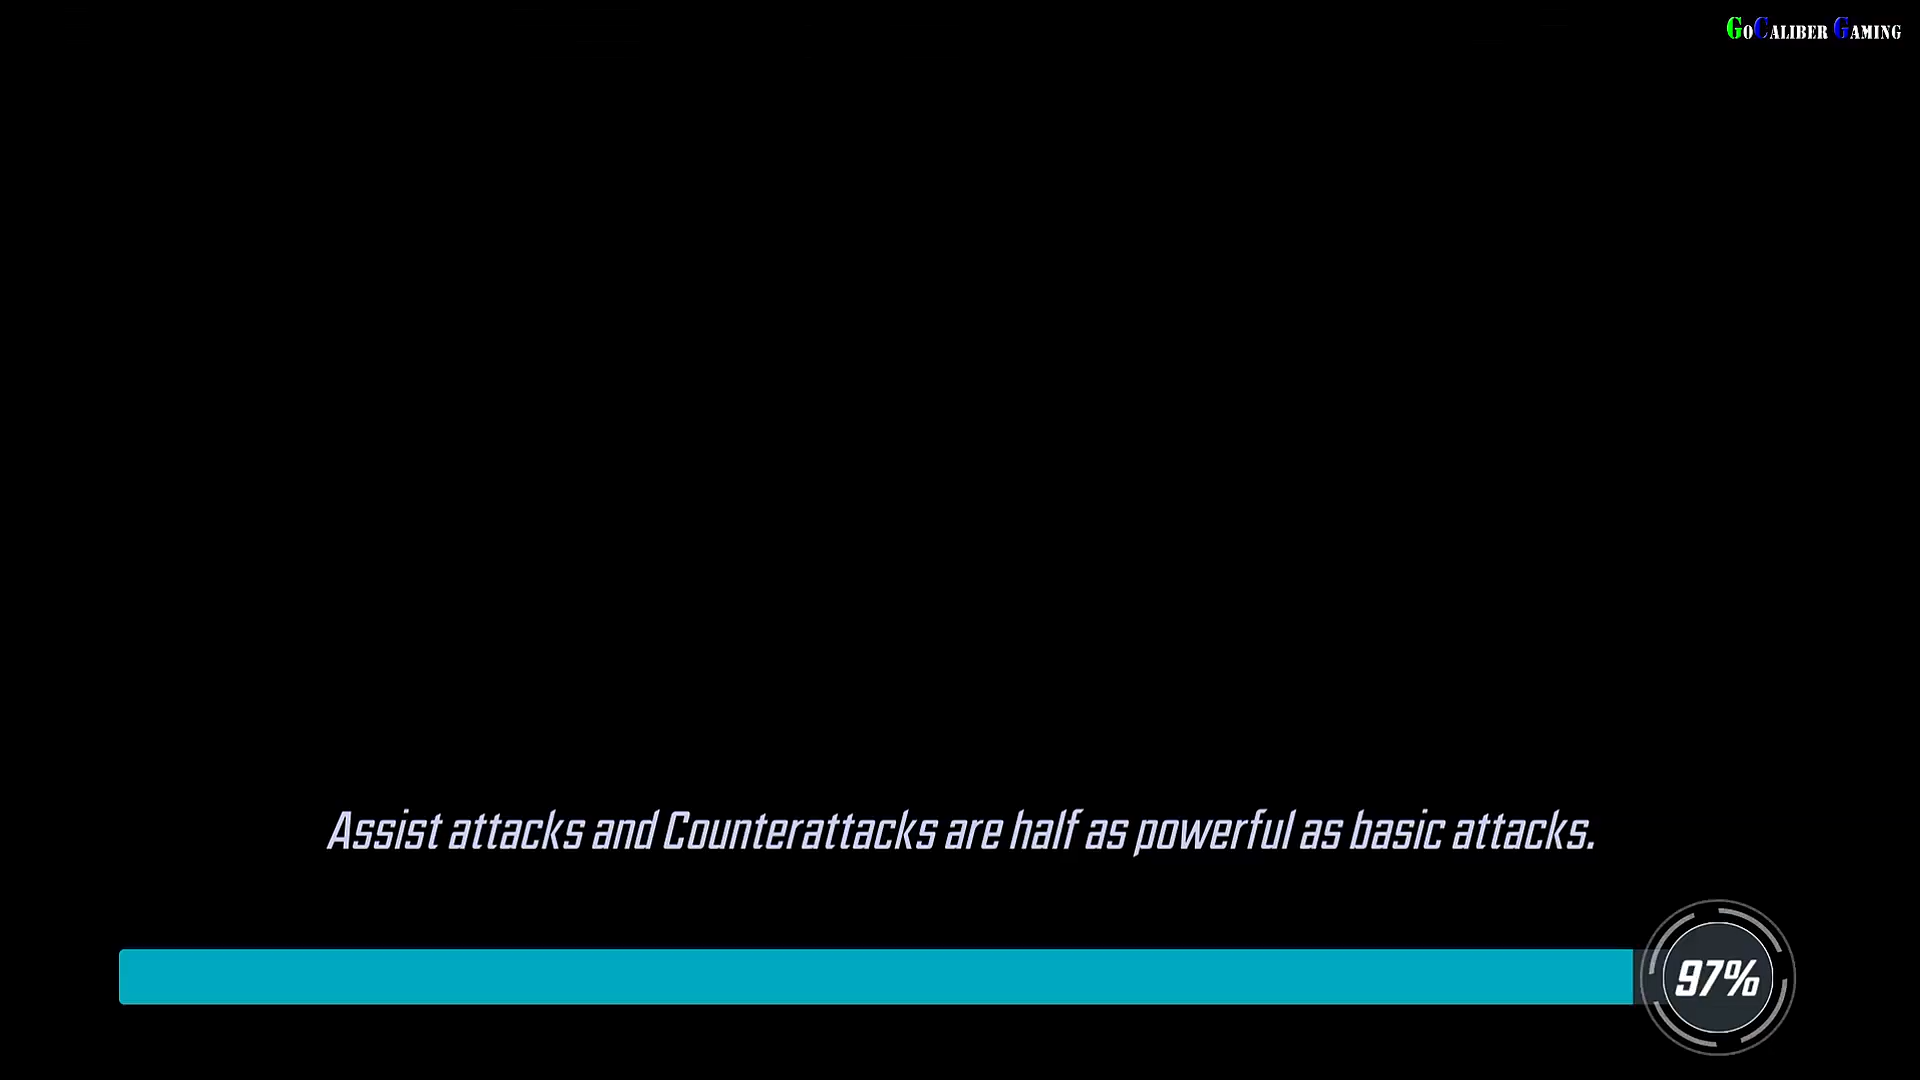 GoCaliber Gaming
Assist attacks and Counterattacks are half as powerful as basic attacks.
97%